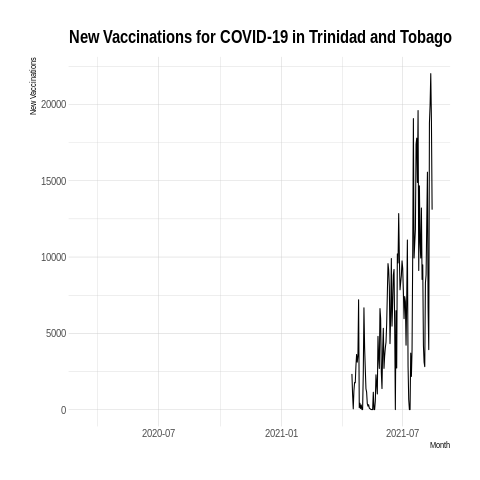 New Vaccinations for COVID-19 in Trinidad and Tobago
New Vaccinations
20000
15000
10000
5000
0
2020-07 2021-01 2021-07
Month